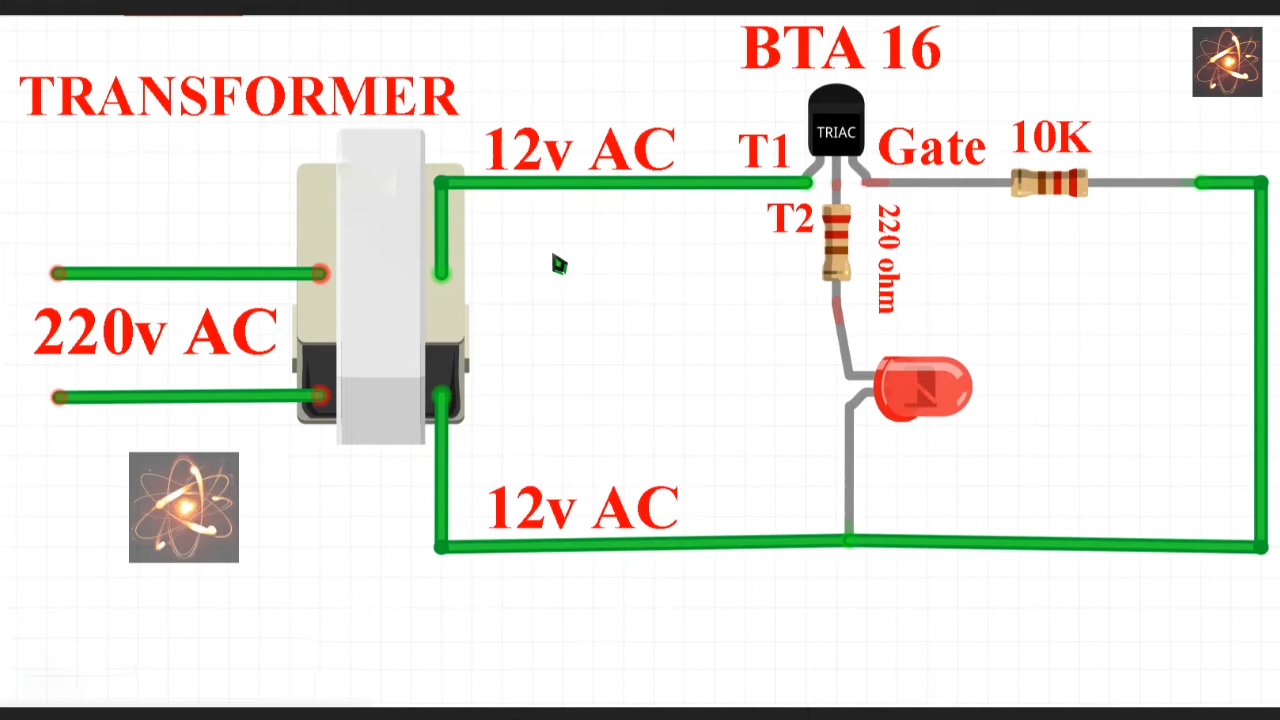 BTA 16
TRANSFORMER
12v AC
T1
TRIAC
Gate
10K
T2
220 ohm
220v AC
12v AC